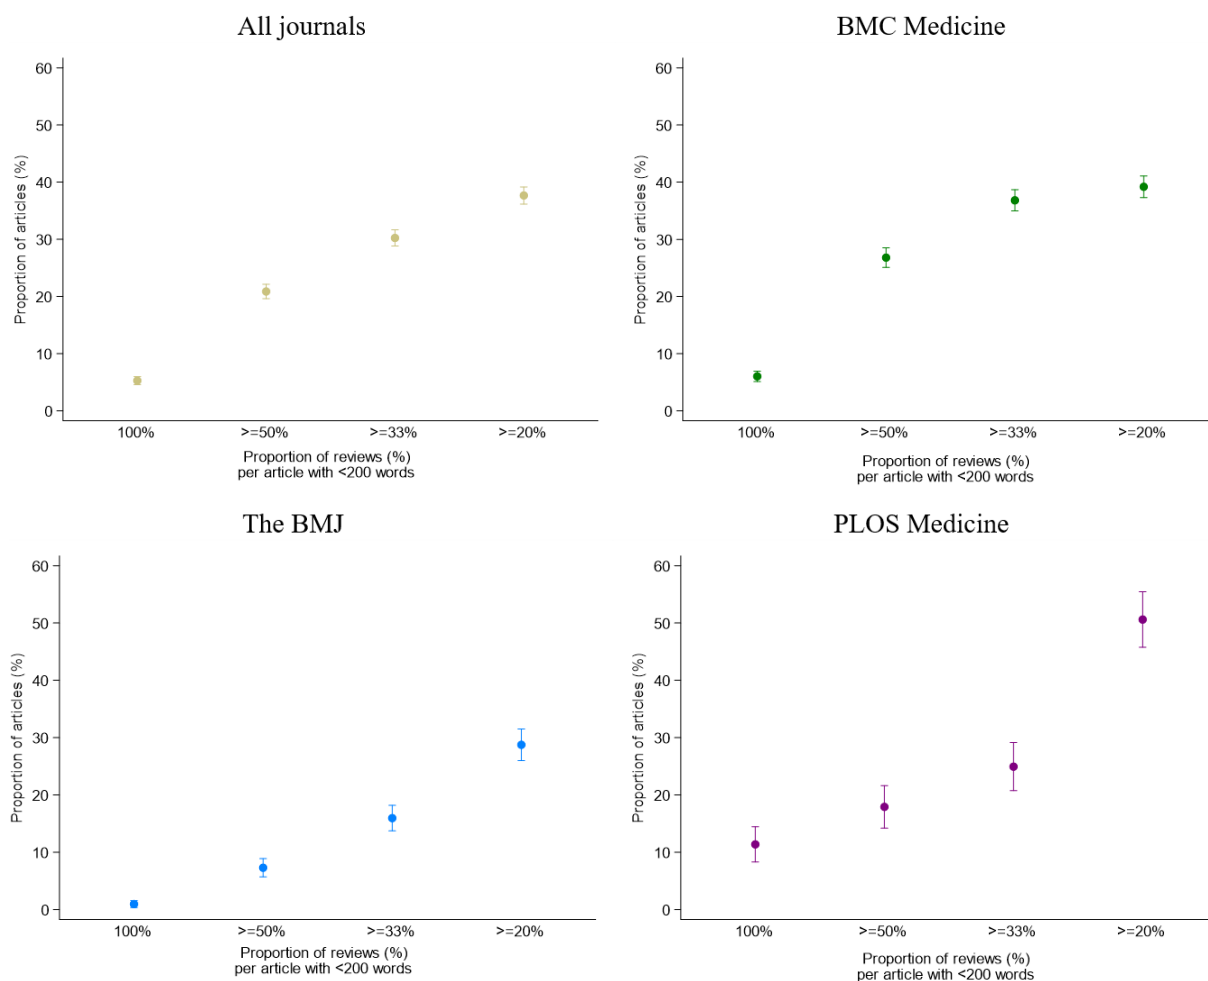 All journals
Proportion of articles (%)
60
50
40
30
20
10
0
100% >=50% >=33% >=20%
Proportion of reviews (%)
per article with <200 words
BMC Medicine
Proportion of articles (%)
60
50
40
30
20
10
0
100% >=50% >=33% >=20%
Proportion of reviews (%)
per article with <200 words
The BMJ
Proportion of articles (%)
60
50
40
30
20
10
0
100% >=50% >=33% >=20%
Proportion of reviews (%)
per article with <200 words
PLOS Medicine
Proportion of articles (%)
60
50
40
30
20
10
0
100% >=50% >=33% >=20%
Proportion of reviews (%)
per article with <200 words